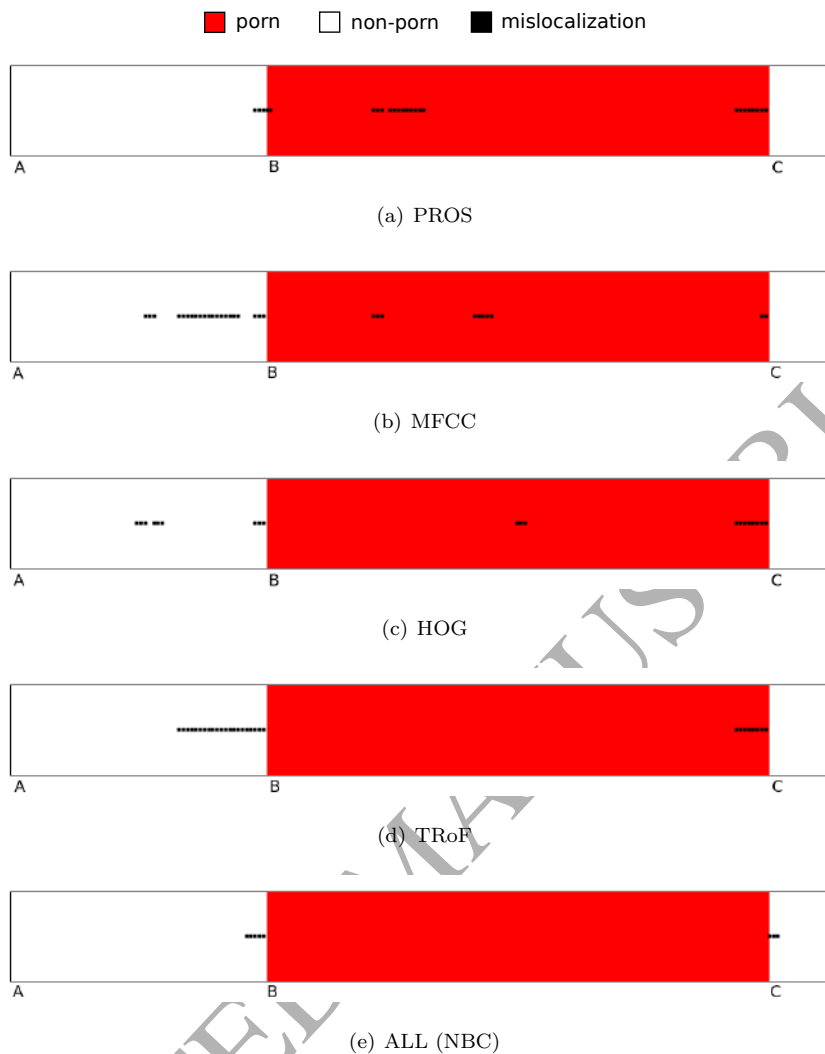 porn non-porn mislocalization
A B C
(a) PROS
A B C
(b) MFCC
A B C
(c) HOG
A B C
(d) TRoF
A B C
(e) ALL (NBC)